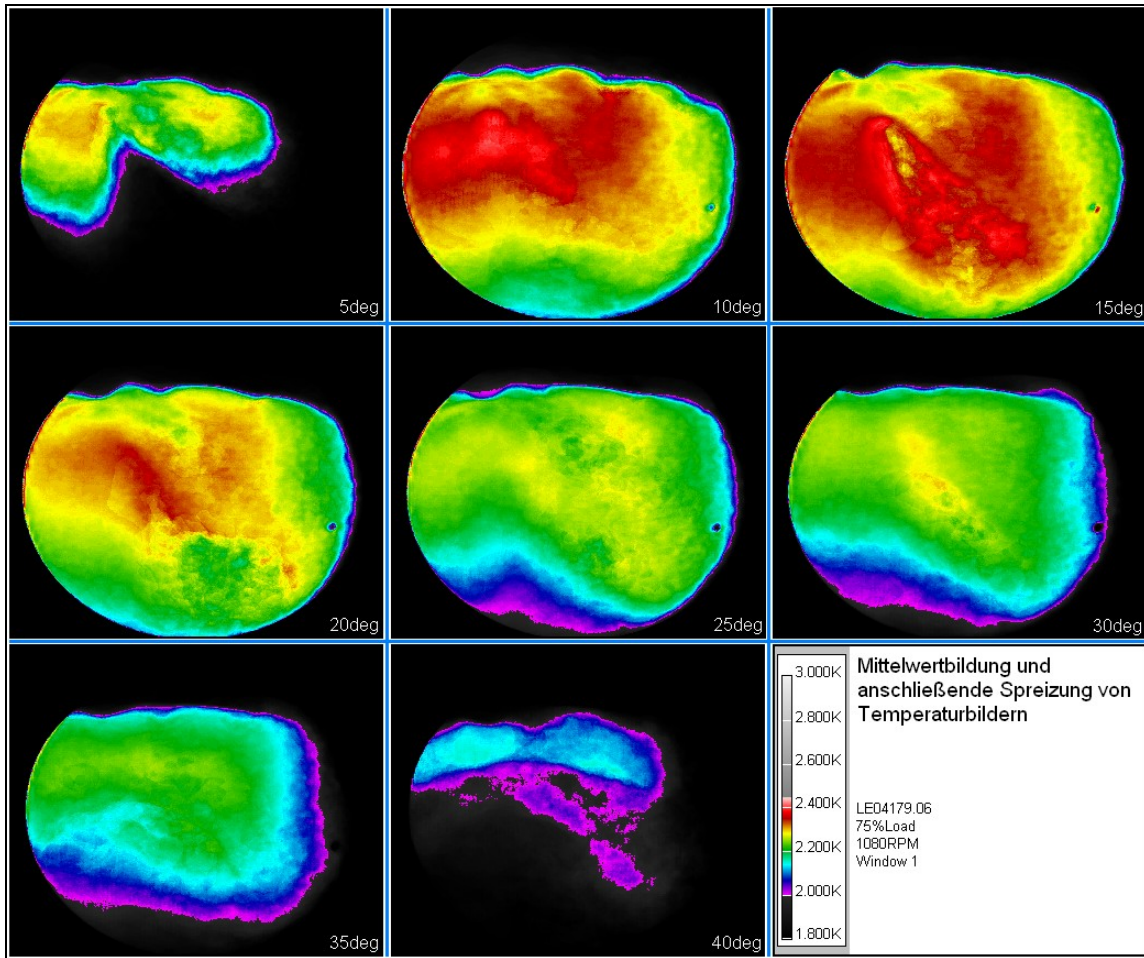 5deg
10deg
15deg
20deg
25deg
30deg
35deg
40deg
3.000K
2.800K
2.600K
2.400K
2.200K
2.000K
1.800K
Mittelwertbildung und
anschließende Spreizung von
Temperaturbildern
LE04179.06
75%Load
1080RPM
Window 1